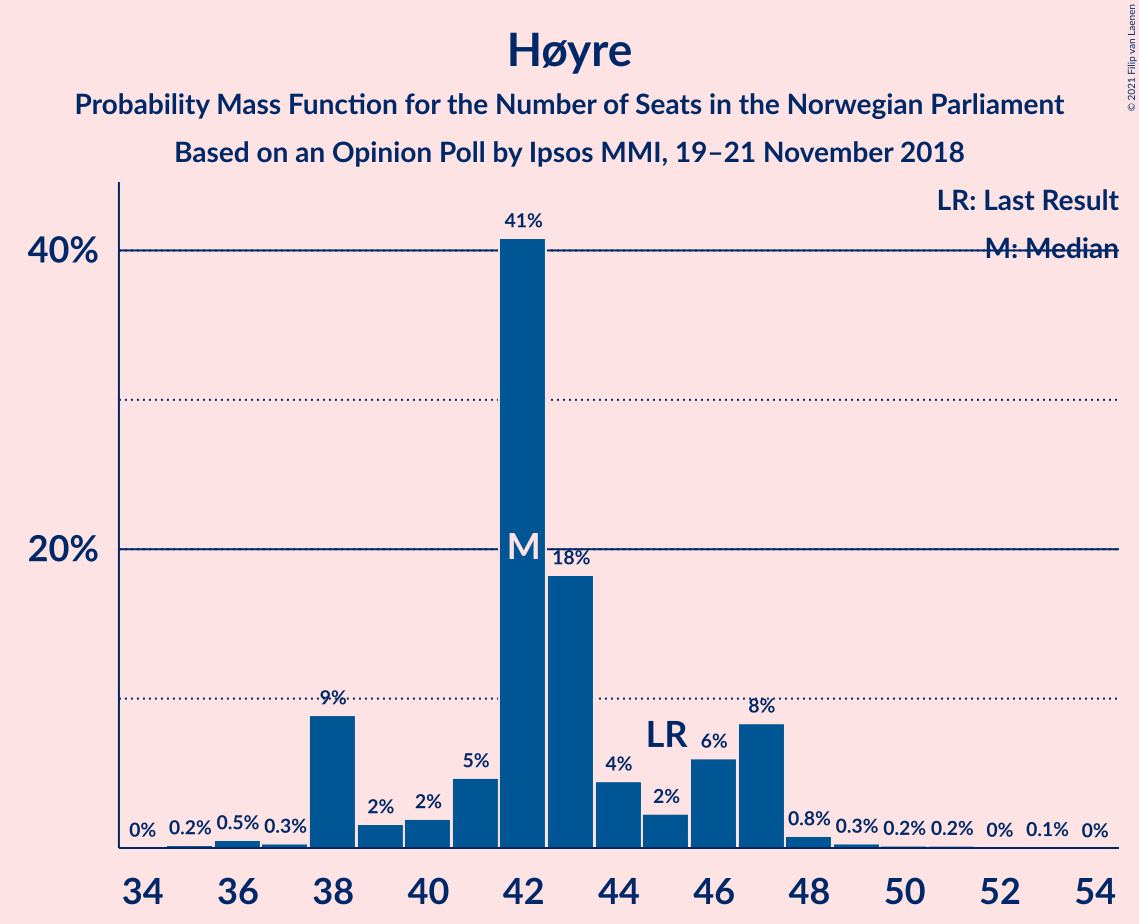 Høyre
Probability Mass Function for the Number of Seats in the Norwegian Parliament
Based on an Opinion Poll by Ipsos MMI, 19–21 November 2018
© 2021 Filip van Laenen
LR: Last Result
M: Median
40%
20%
0%
0.2%
0.5%
0.3%
9%
2%
2%
5%
41%
M
18%
4%
LR
2%
6%
8%
0.8%
0.3%
0.2%
0.2%
0%
0.1%
0%
34 36 38 40 42 44 46 48 50 52 54